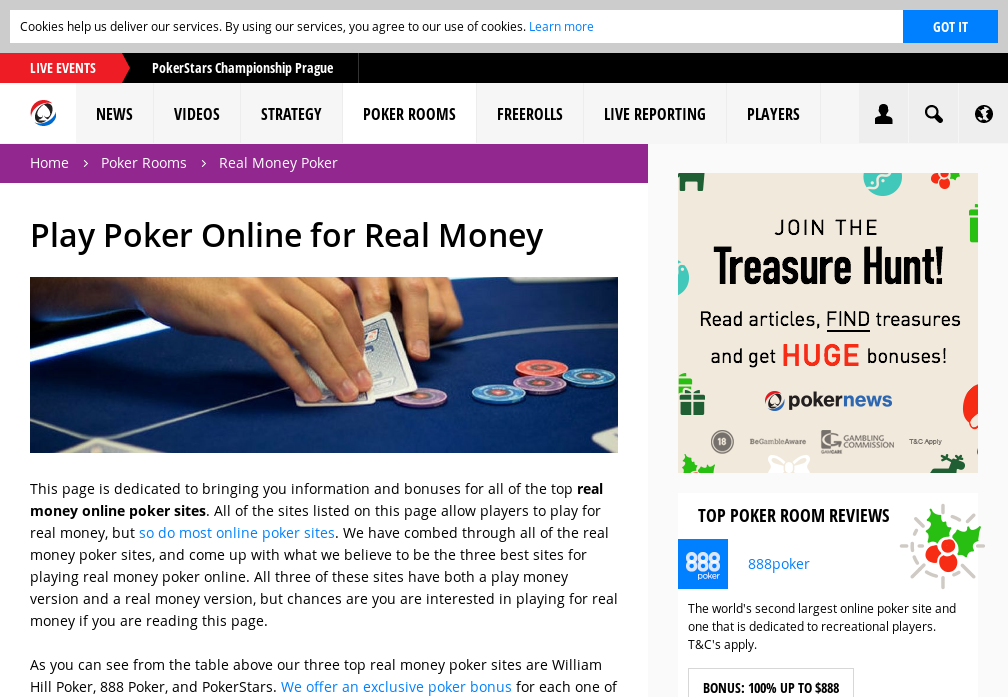 Cookies help us deliver our services. By using our services, you agree to our use of cookies. Learn more
GOT IT
LIVE EVENTS
PokerStars Championship Prague
NEWS
VIDEOS
STRATEGY
POKER ROOMS
FREEROLLS
LIVE REPORTING
PLAYERS
Home > Poker Rooms > Real Money Poker
Play Poker Online for Real Money
This page is dedicated to bringing you information and bonuses for all of the top real
money online poker sites. All of the sites listed on this page allow players to play for
real money, but so do most online poker sites. We have combed through all of the real
money poker sites, and come up with what we believe to be the three best sites for
playing real money poker online. All three of these sites have both a play money
version and a real money version, but chances are you are interested in playing for real
money if you are reading this page.
As you can see from the table above our three top real money poker sites are William
Hill Poker, 888 Poker, and PokerStars. We offer an exclusive poker bonus for each one of
JOIN THE
Treasure Hunt!
Read articles, FIND treasures
and get HUGE bonuses!
pokernews
18
BeGambleAware
GAMBLING
COMMISSION
GAMCARE
T&C Apply
TOP POKER ROOM REVIEWS
888
poker
888poker
The world's second largest online poker site and
one that is dedicated to recreational players.
T&C's apply.
BONUS: 100% UP TO $888